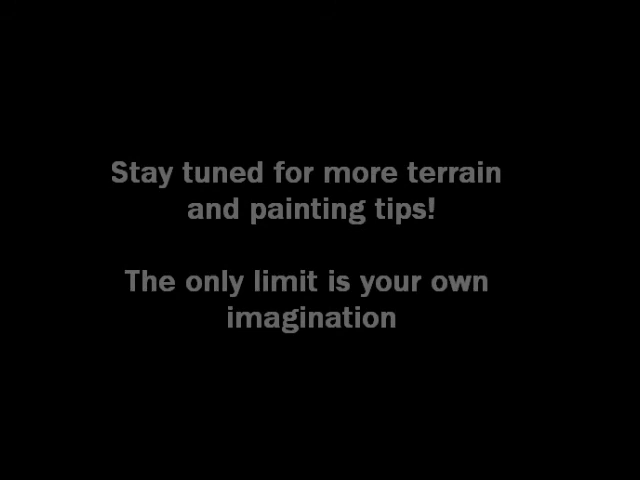 Stay tuned for more terrain
and painting tips!
The only limit is your own
imagination